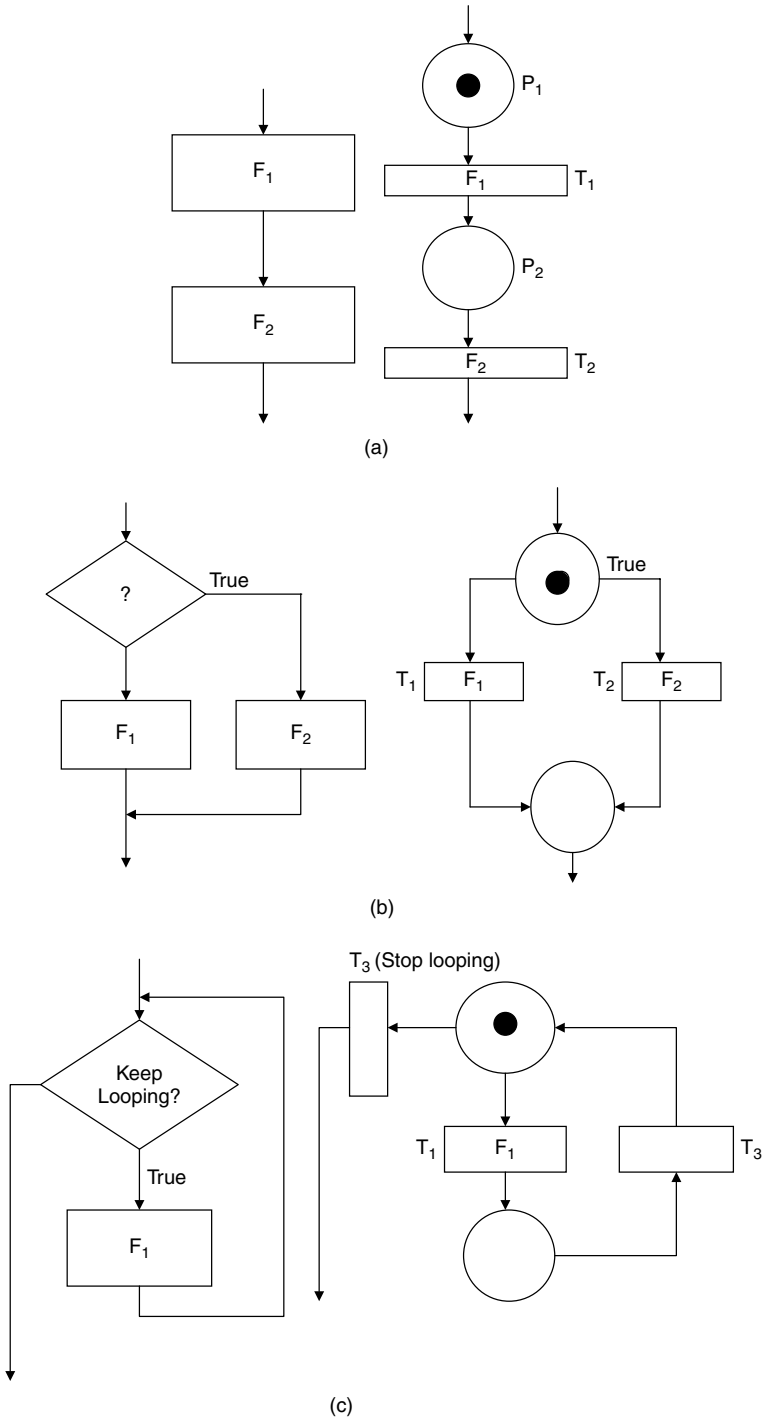 P₁
F₁
F₁ T₁
P₂
F₂
F₂ T₂
(a)
True
?
True
F₁
F₂
T₁ F₁
T₂ F₂
(b)
T₃ (Stop looping)
Keep
Looping?
True
F₁
T₁ F₁
T₃
(c)